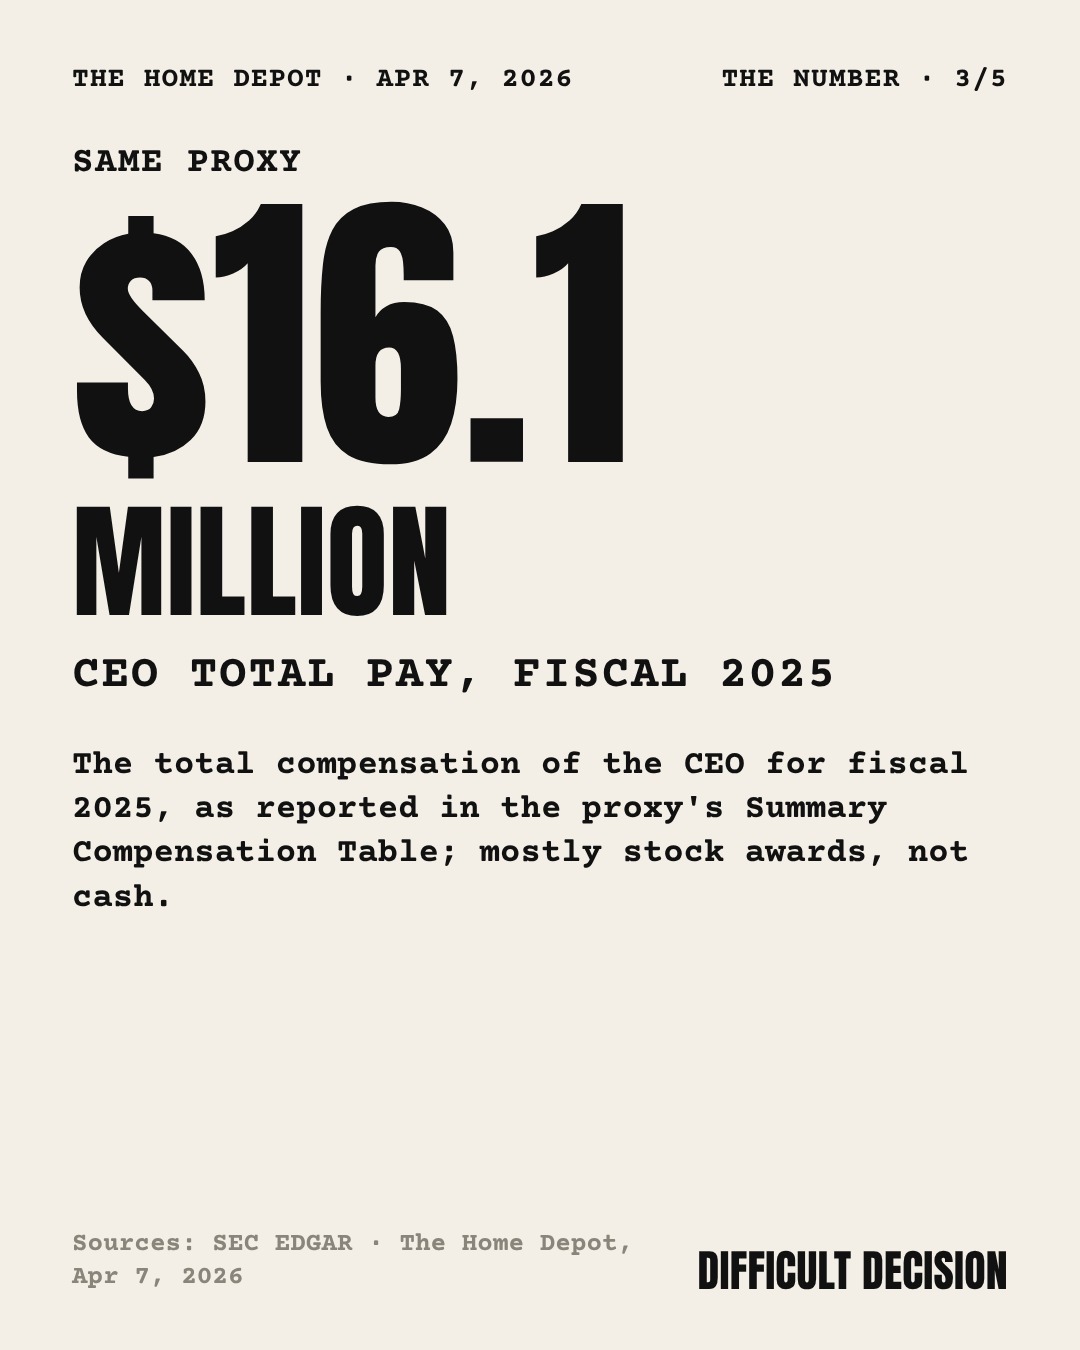 THE HOME DEPOT · APR 7, 2026
THE NUMBER · 3/5
SAME PROXY
$16.1
MILLION
CEO TOTAL PAY, FISCAL 2025
The total compensation of the CEO for fiscal
2025, as reported in the proxy's Summary
Compensation Table; mostly stock awards, not
cash.
Sources: SEC EDGAR · The Home Depot,
Apr 7, 2026
DIFFICULT DECISION